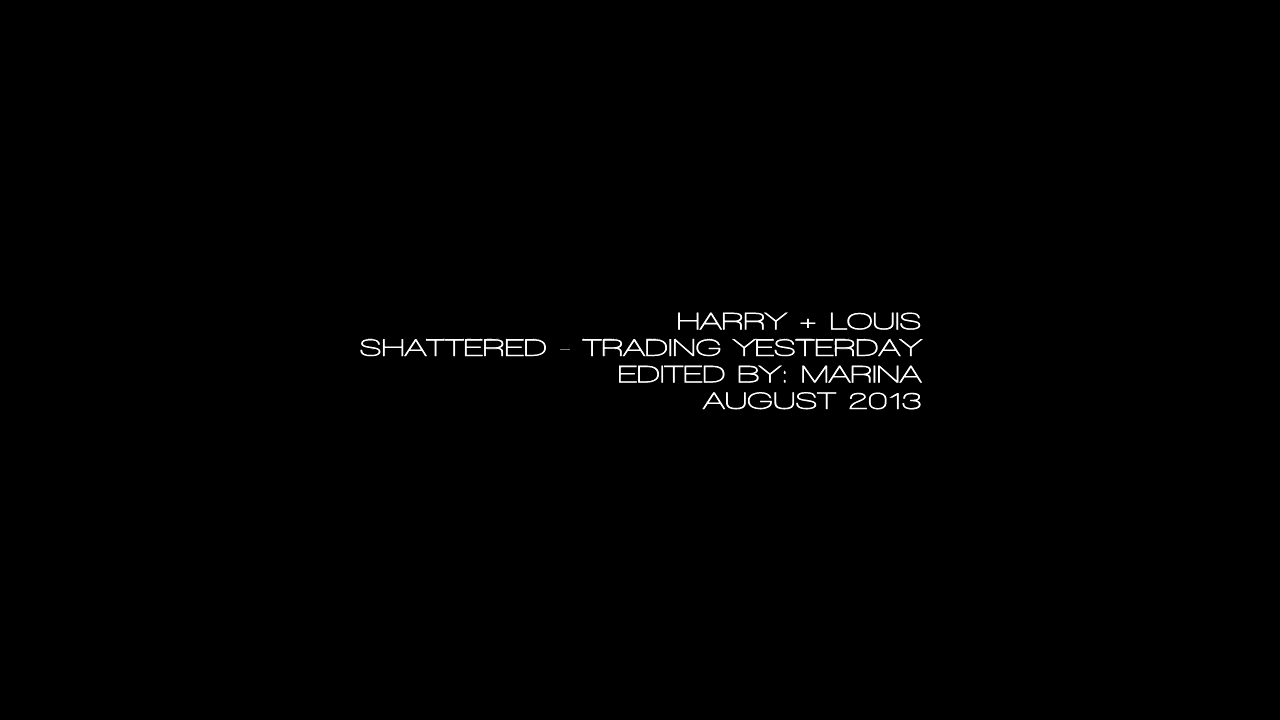 HARRY + LOUIS
SHATTERED - TRADING YESTERDAY
EDITED BY: MARINA
AUGUST 2013